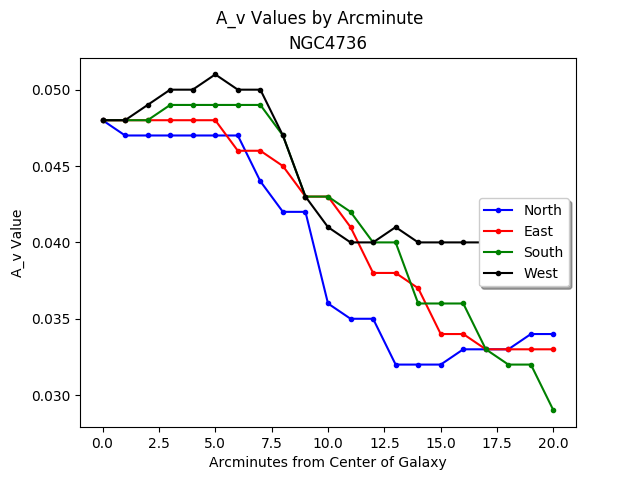 A_v Values by Arcminute
NGC4736
A_v Value
0.050
0.045
0.040
0.035
0.030
North
East
South
West
0.0 2.5 5.0 7.5 10.0 12.5 15.0 17.5 20.0
Arcminutes from Center of Galaxy